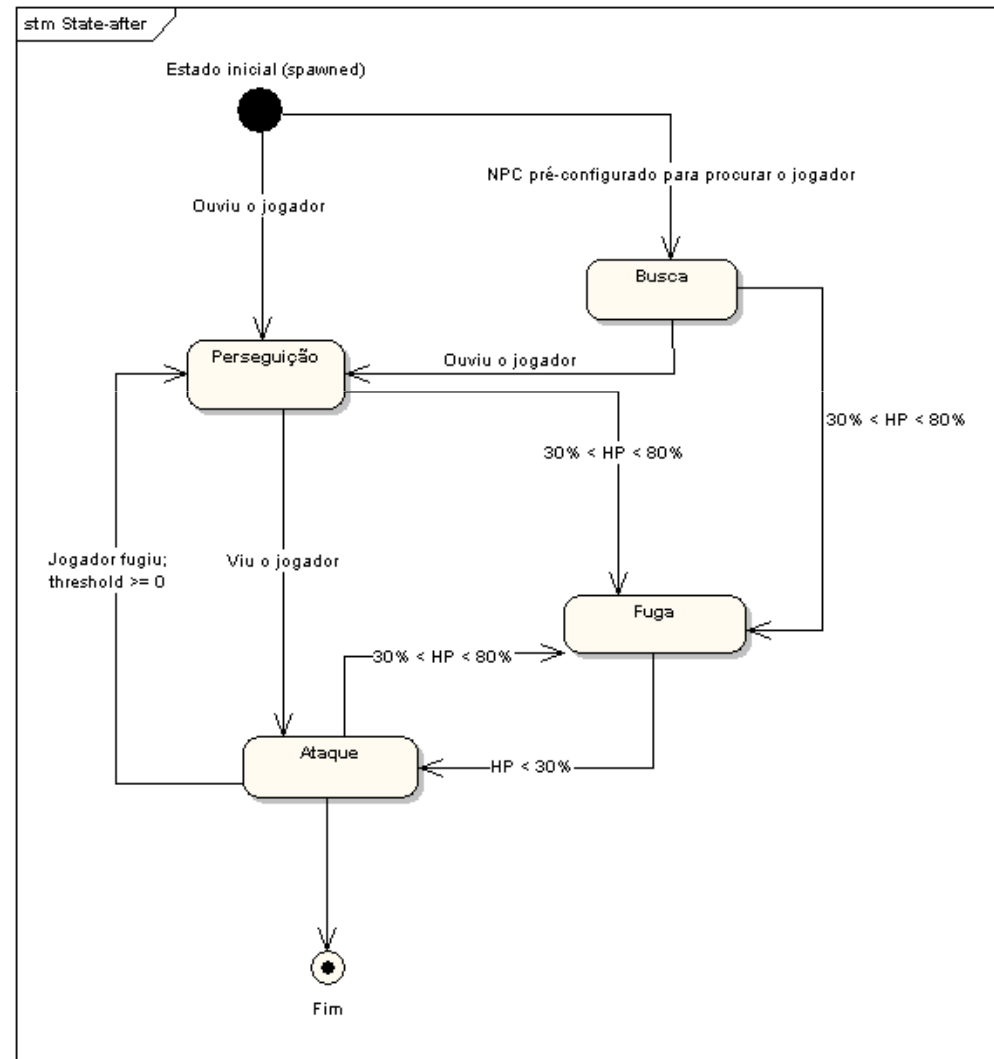 stm State-after
Estado inicial (spawned)
NPC pré-configurado para procurar o jogador
Ouviu o jogador
Busca
Perseguição
Ouviu o jogador
30% < HP < 80%
30% < HP < 80%
Jogador fugiu;
threshold >= 0
Viu o jogador
Fuga
30% < HP < 80%
Ataque
HP < 30%
Fim